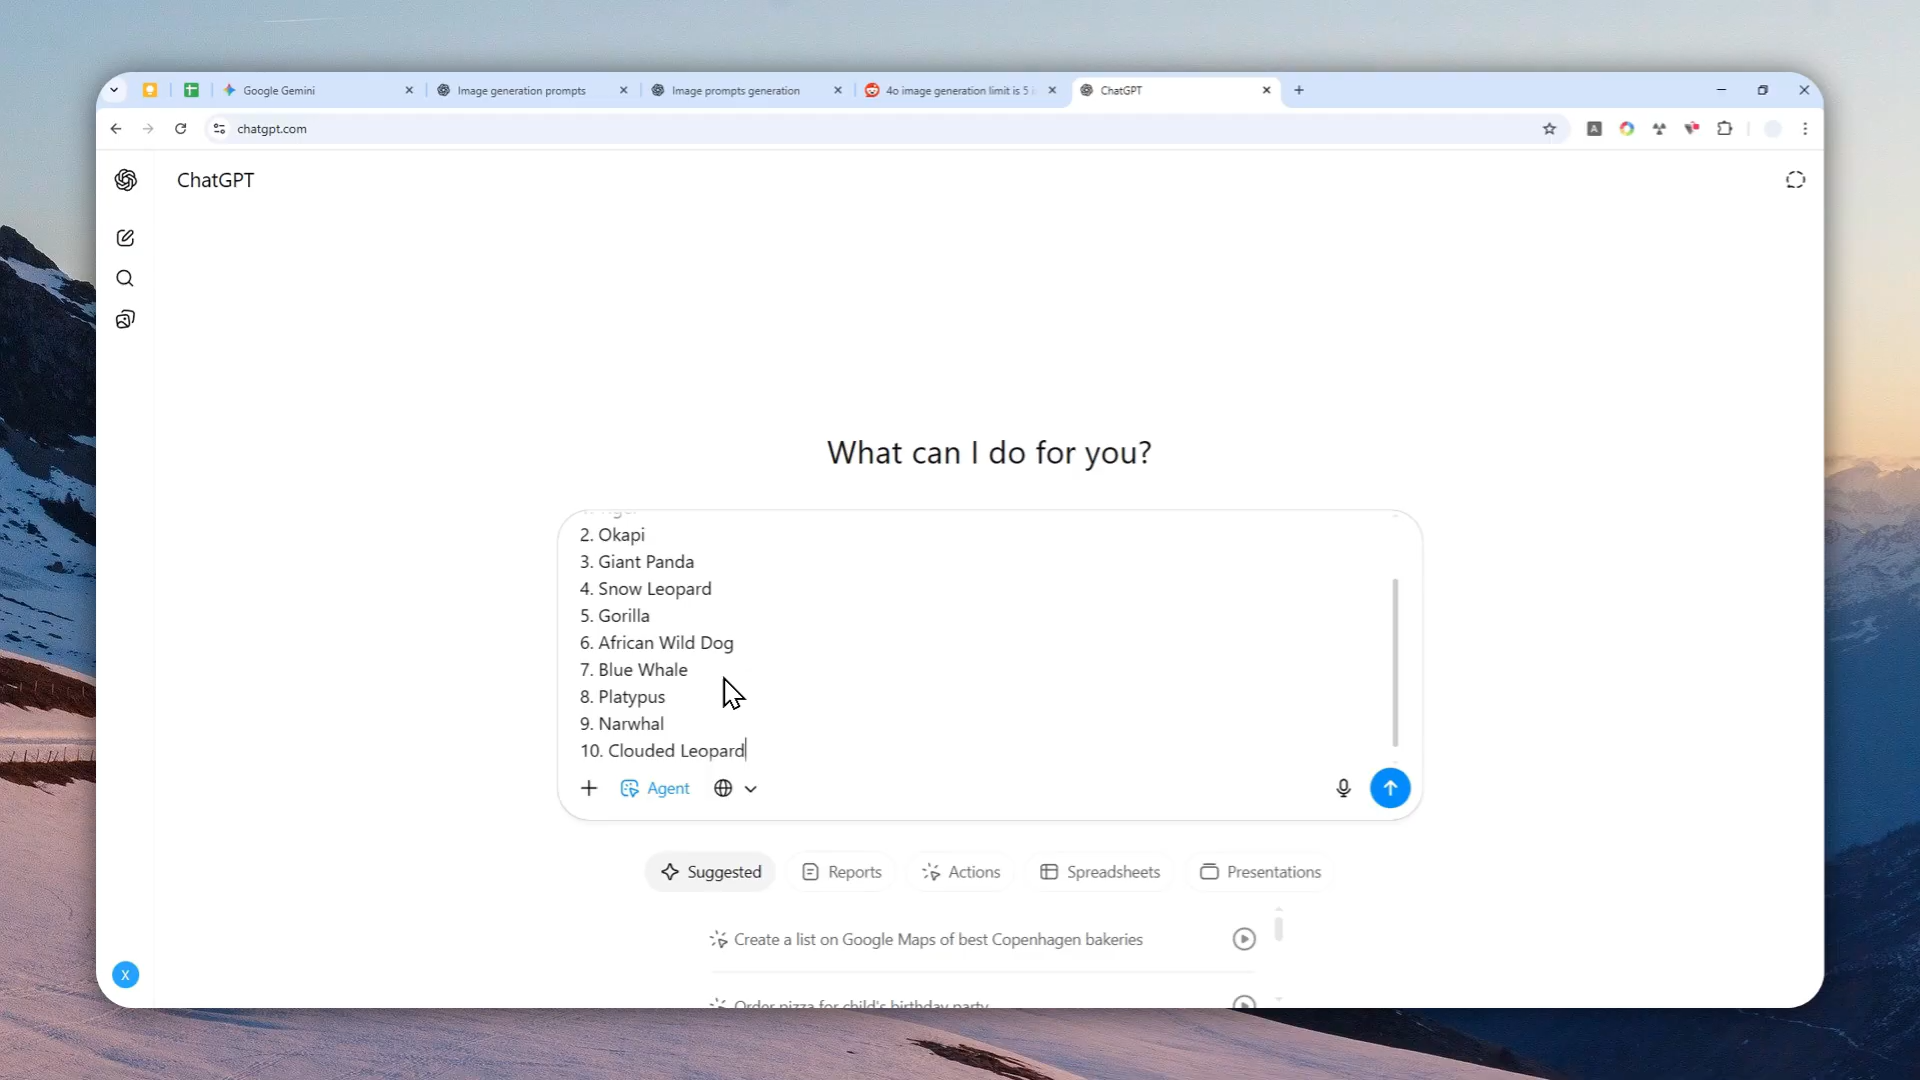 Google Gemini
Image generation prompts
Image prompts generation
4o image generation limit is 5
ChatGPT
chatgpt.com
A
ChatGPT
What can I do for you?
2. Okapi
3. Giant Panda
4. Snow Leopard
5. Gorilla
6. African Wild Dog
7. Blue Whale
8. Platypus
9. Narwhal
10. Clouded Leopard
Agent
Suggested
Reports
Actions
Spreadsheets
Presentations
Create a list on Google Maps of best Copenhagen bakeries
Order pizza for child's birthday party
X